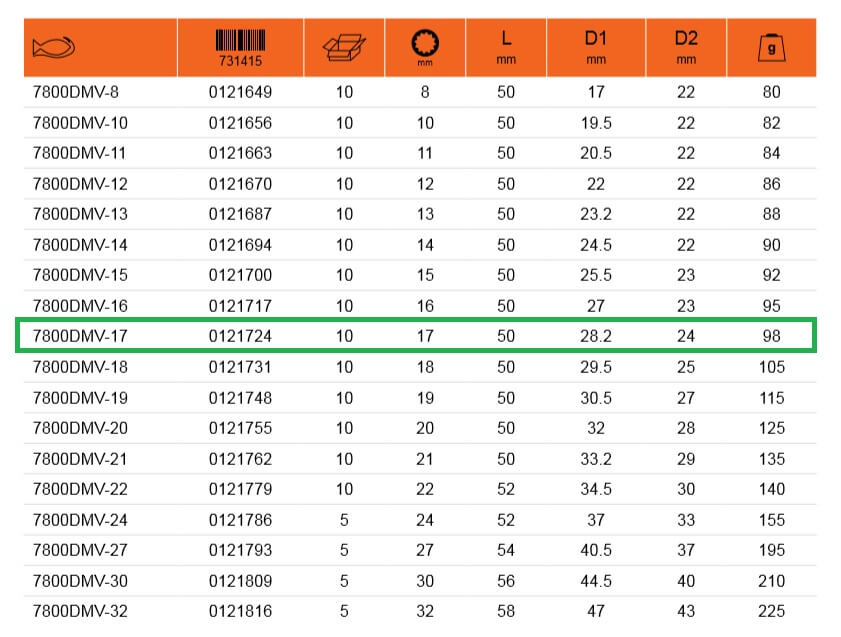 731415 mm L mm D1 mm D2 mm g
7800DMV-8 0121649 10 8 50 17 22 80
7800DMV-10 0121656 10 10 50 19.5 22 82
7800DMV-11 0121663 10 11 50 20.5 22 84
7800DMV-12 0121670 10 12 50 22 22 86
7800DMV-13 0121687 10 13 50 23.2 22 88
7800DMV-14 0121694 10 14 50 24.5 22 90
7800DMV-15 0121700 10 15 50 25.5 23 92
7800DMV-16 0121717 10 16 50 27 23 95
7800DMV-17 0121724 10 17 50 28.2 24 98
7800DMV-18 0121731 10 18 50 29.5 25 105
7800DMV-19 0121748 10 19 50 30.5 27 115
7800DMV-20 0121755 10 20 50 32 28 125
7800DMV-21 0121762 10 21 50 33.2 29 135
7800DMV-22 0121779 10 22 52 34.5 30 140
7800DMV-24 0121786 5 24 52 37 33 155
7800DMV-27 0121793 5 27 54 40.5 37 195
7800DMV-30 0121809 5 30 56 44.5 40 210
7800DMV-32 0121816 5 32 58 47 43 225